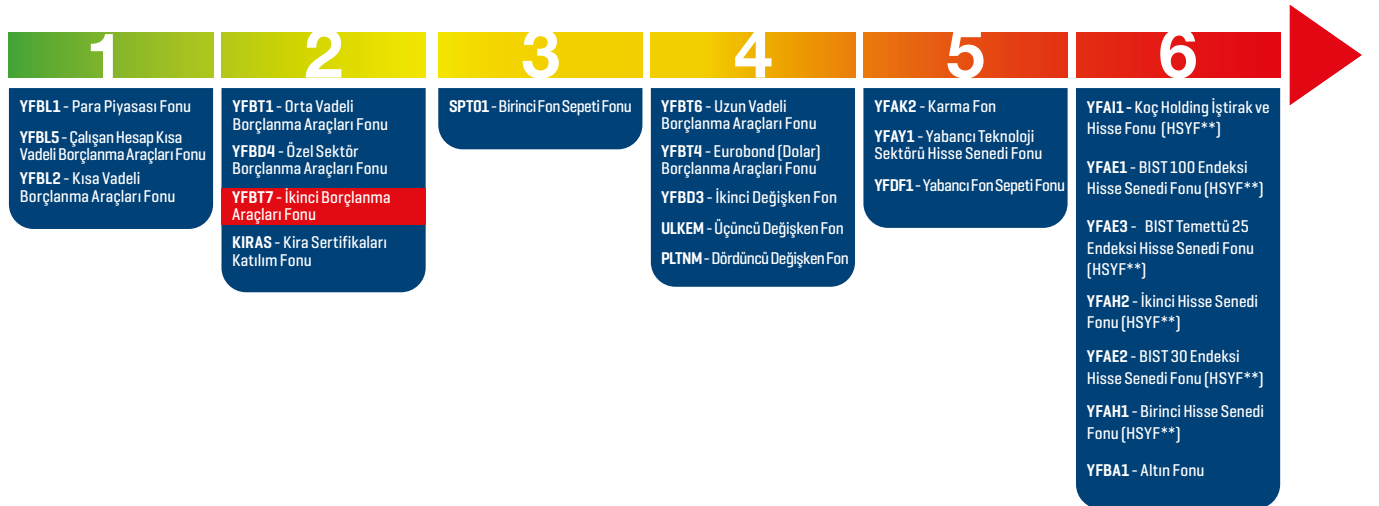 1
YFBL1 - Para Piyasası Fonu
YFBL5 - Çalışan Hesap Kısa
Vadeli Borçlanma Araçları Fonu
YFBL2 - Kısa Vadeli
Borçlanma Araçları Fonu
2
YFBT1 - Orta Vadeli
Borçlanma Araçları Fonu
YFBD4 - Özel Sektör
Borçlanma Araçları Fonu
YFBT7 - İkinci Borçlanma
Araçları Fonu
KIRAS - Kira Sertifikaları
Katılım Fonu
3
SPT01 - Birinci Fon Sepeti Fonu
4
YFBT6 - Uzun Vadeli
Borçlanma Araçları Fonu
YFBT4 - Eurobond (Dolar)
Borçlanma Araçları Fonu
YFBD3 - İkinci Değişken Fon
ULKEM - Üçüncü Değişken Fon
PLTNM - Dördüncü Değişken Fon
5
YFAK2 - Karma Fon
YFAY1 - Yabancı Teknoloji
Sektörü Hisse Senedi Fonu
YFDF1 - Yabancı Fon Sepeti Fonu
6
YFAI1 - Koç Holding İştirak ve
Hisse Fonu (HSYF**)
YFAE1 - BIST 100 Endeksi
Hisse Senedi Fonu (HSYF**)
YFAE3 - BIST Temettü 25
Endeksi Hisse Senedi Fonu
(HSYF**)
YFAH2 - İkinci Hisse Senedi
Fonu (HSYF**)
YFAE2 - BIST 30 Endeksi
Hisse Senedi Fonu (HSYF**)
YFAH1 - Birinci Hisse Senedi
Fonu (HSYF**)
YFBA1 - Altın Fonu